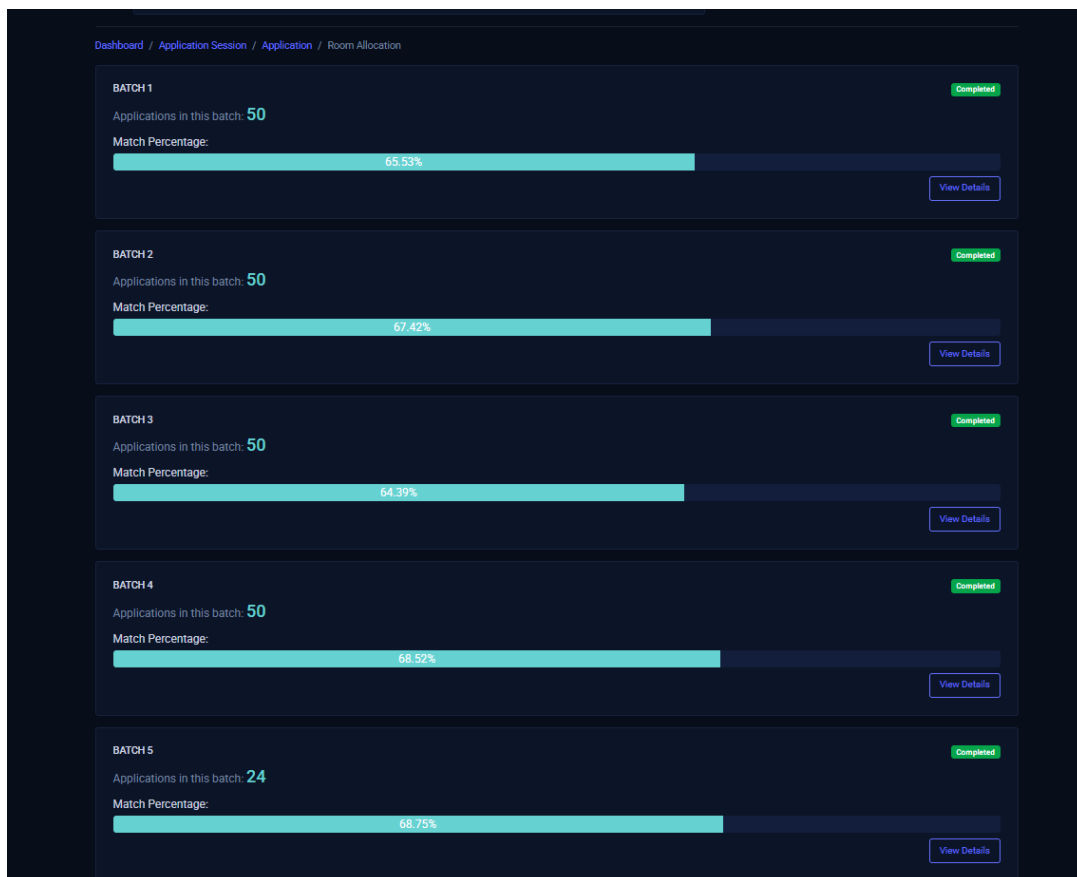 Dashboard / Application Session / Application / Room Allocation
BATCH 1
Completed
Applications in this batch: 50
Match Percentage:
65.53%
View Details
BATCH 2
Completed
Applications in this batch: 50
Match Percentage:
67.42%
View Details
BATCH 3
Completed
Applications in this batch: 50
Match Percentage:
64.39%
View Details
BATCH 4
Completed
Applications in this batch: 50
Match Percentage:
68.52%
View Details
BATCH 5
Completed
Applications in this batch: 24
Match Percentage:
68.75%
View Details